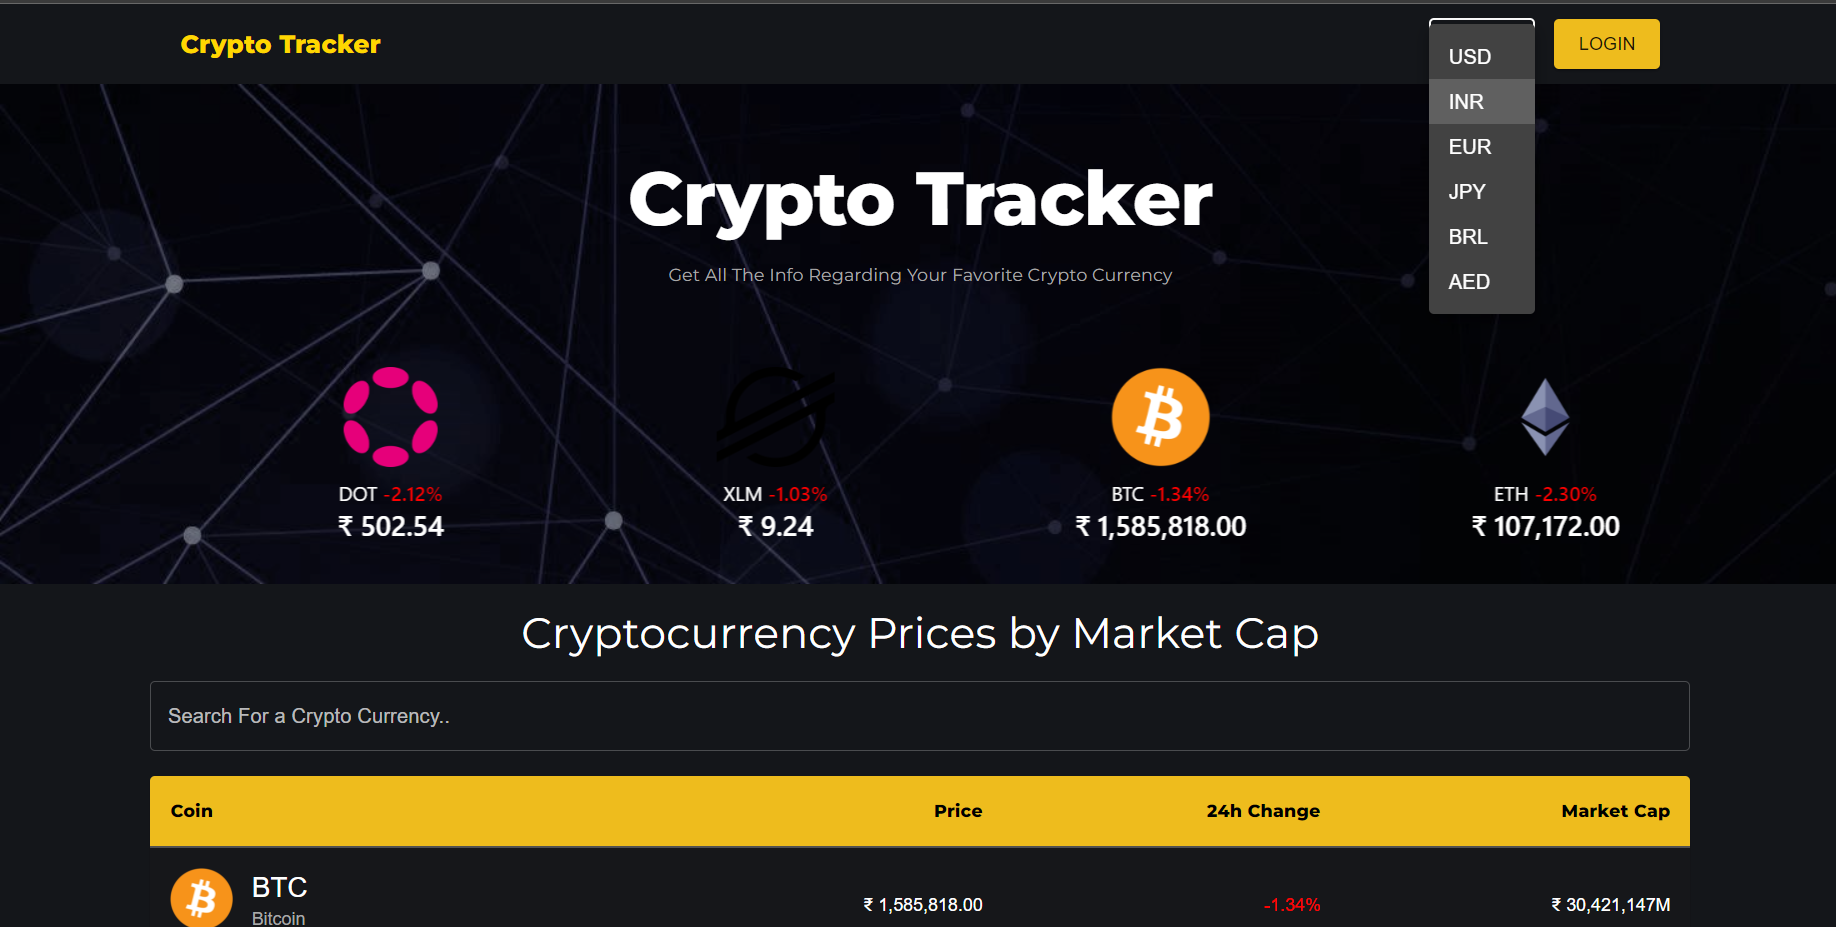 Crypto Tracker
LOGIN
USD
INR
EUR
JPY
BRL
AED
Crypto Tracker
Get All The Info Regarding Your Favorite Crypto Currency
DOT -2.12%
₹ 502.54
XLM -1.03%
₹ 9.24
BTC -1.34%
₹ 1,585,818.00
ETH -2.30%
₹ 107,172.00
Cryptocurrency Prices by Market Cap
Search For a Crypto Currency..
Coin Price 24h Change Market Cap
BTC
Bitcoin
₹ 1,585,818.00 -1.34% ₹ 30,421,147M